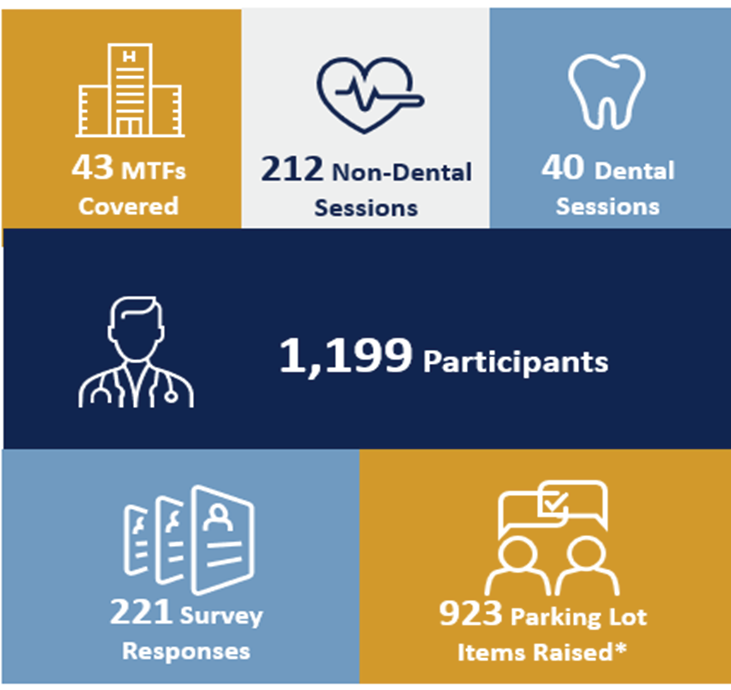 H
43 MTFs
Covered
212 Non-Dental
Sessions
40 Dental
Sessions
1,199 Participants
221 Survey
Responses
923 Parking Lot
Items Raised*